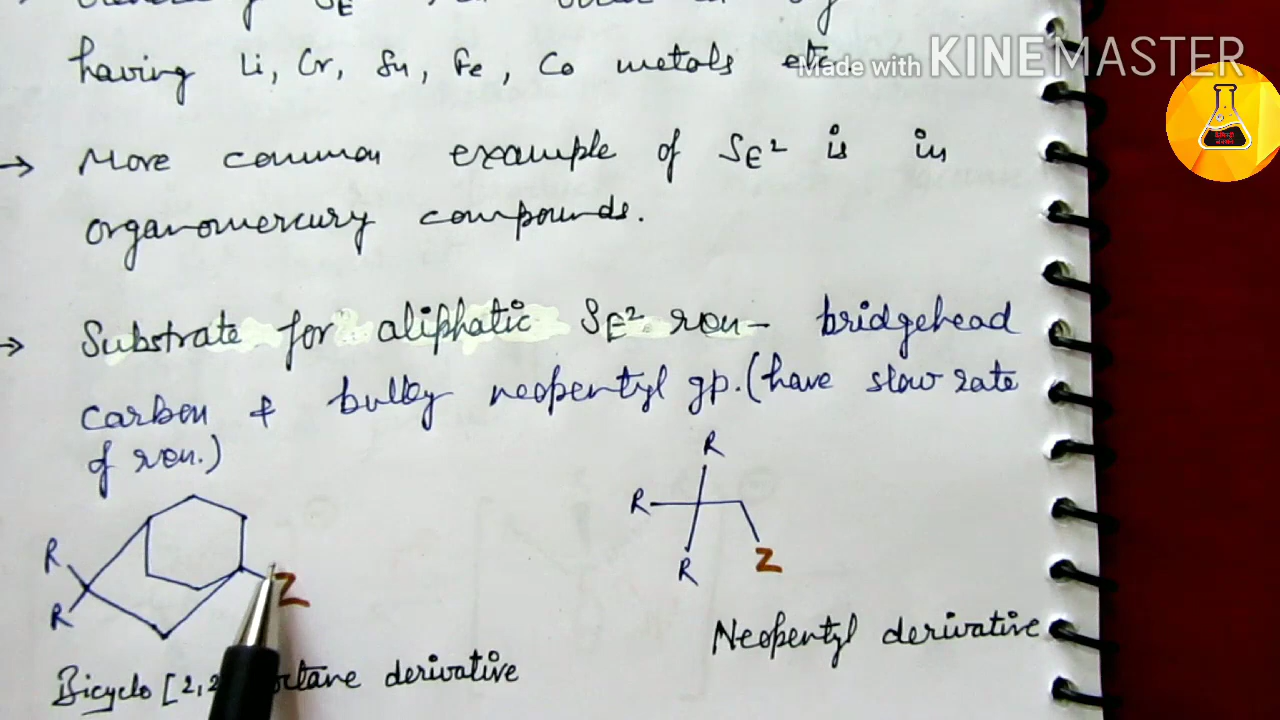 SE
having Li, Cr, Sn, Fe, Co metals etc.
Made with KINEMASTER
→ More common example of SE² is in
organomercury compounds.
→ Substrate for aliphatic SE² rxn - bridgehead
carbon & bulky neopentyl gp. (have slow rate
of rxn.)
R
R
Z
R
R
R
Z
Neopentyl derivative
Bicyclo [2,2 octane derivative